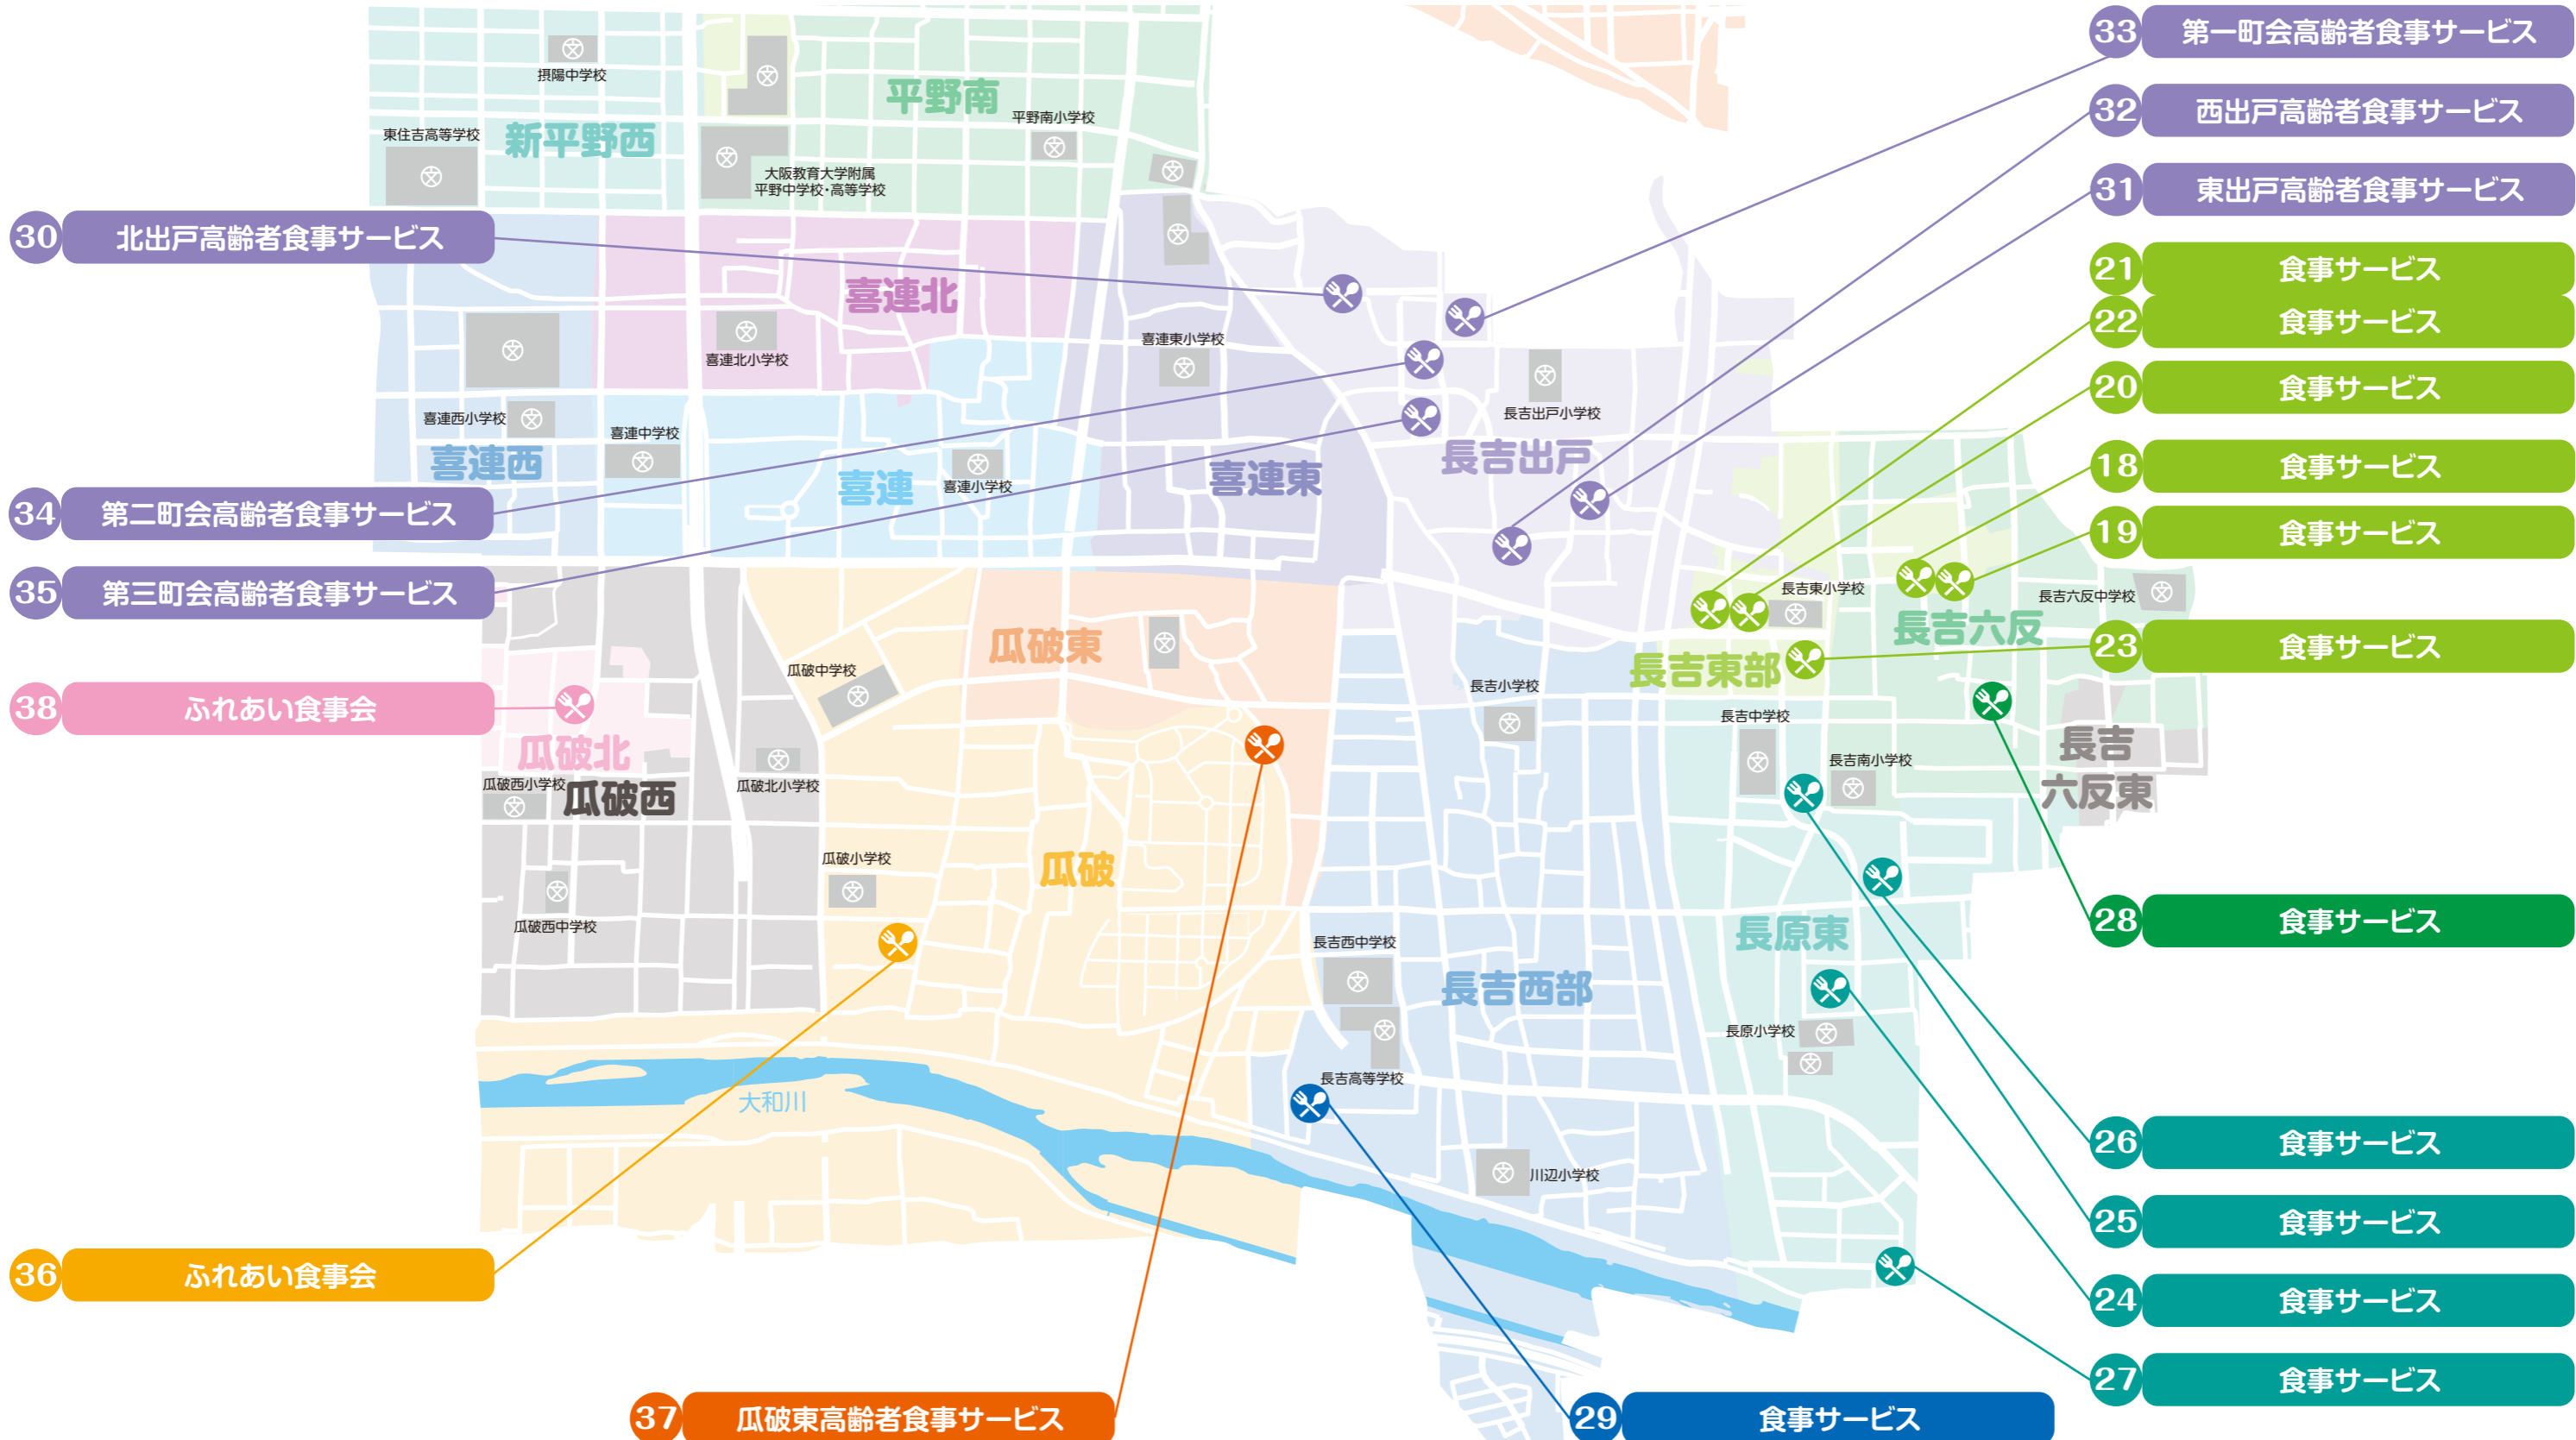 33 第一町会高齢者食事サービス
32 西出戸高齢者食事サービス
31 東出戸高齢者食事サービス
21 食事サービス
22 食事サービス
20 食事サービス
18 食事サービス
19 食事サービス
23 食事サービス
28 食事サービス
26 食事サービス
25 食事サービス
24 食事サービス
27 食事サービス
30 北出戸高齢者食事サービス
34 第二町会高齢者食事サービス
35 第三町会高齢者食事サービス
38 ふれあい食事会
36 ふれあい食事会
37 瓜破東高齢者食事サービス
29 食事サービス
摂陽中学校
平野南
平野南小学校
東住吉高等学校
新平野西
大阪教育大学附属
平野中学校・高等学校
喜連北
喜連北小学校
喜連東小学校
喜連西小学校
喜連中学校
喜連西
喜連
喜連小学校
喜連東
長吉出戸小学校
長吉出戸
長吉東小学校
長吉六反中学校
長吉六反
長吉東部
瓜破東
瓜破中学校
長吉小学校
長吉中学校
長吉
六反東
長吉南小学校
瓜破北
瓜破西小学校
瓜破西
瓜破北小学校
瓜破小学校
瓜破
瓜破西中学校
長吉西中学校
長吉西部
長原東
長原小学校
長吉高等学校
大和川
川辺小学校